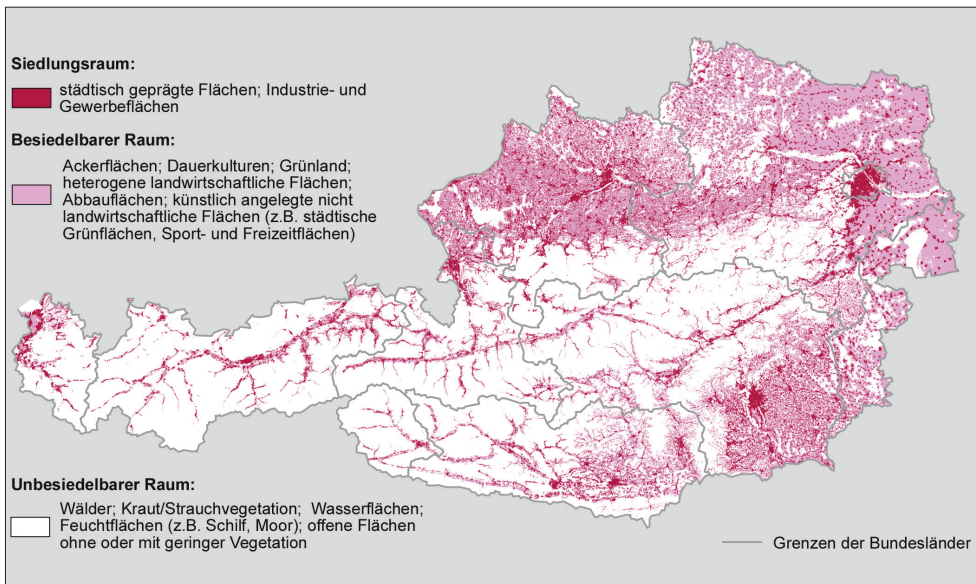 Siedlungsraum:
städtisch geprägte Flächen; Industrie- und
Gewerbeflächen
Besiedelbarer Raum:
Ackerflächen; Dauerkulturen; Grünland;
heterogene landwirtschaftliche Flächen;
Abbauflächen; künstlich angelegte nicht
landwirtschaftliche Flächen (z.B. städtische
Grünflächen, Sport- und Freizeitflächen)
Unbesiedelbarer Raum:
Wälder; Kraut/Strauchvegetation; Wasserflächen;
Feuchtflächen (z.B. Schilf, Moor); offene Flächen
ohne oder mit geringer Vegetation
Grenzen der Bundesländer